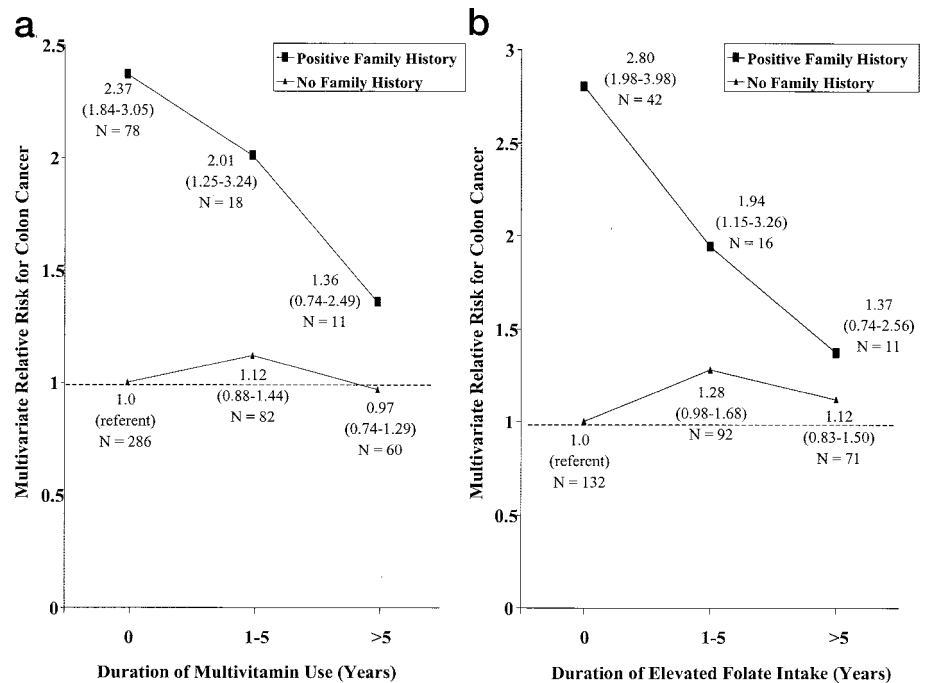 a
Multivariate Relative Risk for Colon Cancer
2.5
2
1.5
1
0.5
0
Positive Family History
No Family History
2.37
(1.84-3.05)
N = 78
2.01
(1.25-3.24)
N = 18
1.36
(0.74-2.49)
N = 11
1.0
(referent)
N = 286
1.12
(0.88-1.44)
N = 82
0.97
(0.74-1.29)
N = 60
0
1-5
>5
Duration of Multivitamin Use (Years)
b
Multivariate Relative Risk for Colon Cancer
3
2.5
2
1.5
1
0.5
0
Positive Family History
No Family History
2.80
(1.98-3.98)
N = 42
1.94
(1.15-3.26)
N = 16
1.37
(0.74-2.56)
N = 11
1.0
(referent)
N = 132
1.28
(0.98-1.68)
N = 92
1.12
(0.83-1.50)
N = 71
0
1-5
>5
Duration of Elevated Folate Intake (Years)